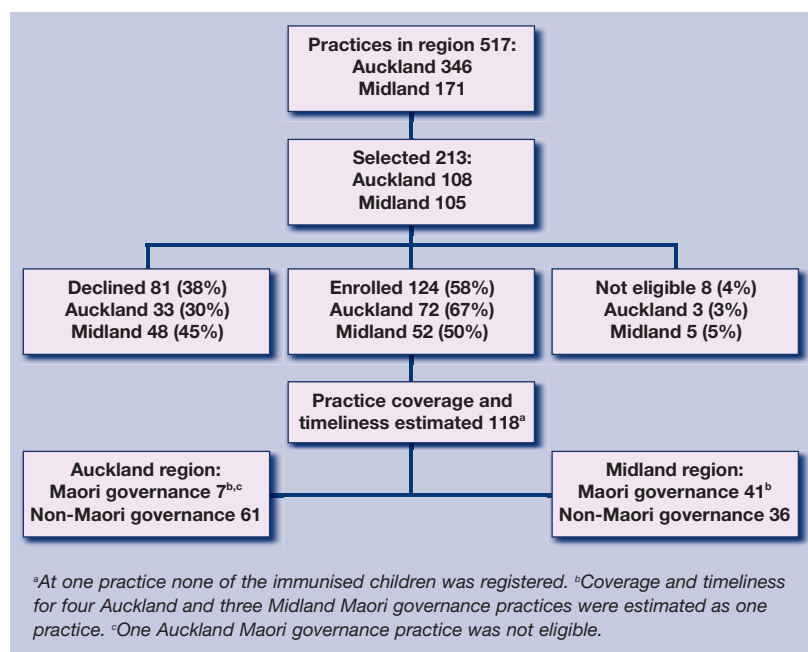 Practices in region 517:
Auckland 346
Midland 171
Selected 213:
Auckland 108
Midland 105
Declined 81 (38%)
Auckland 33 (30%)
Midland 48 (45%)
Enrolled 124 (58%)
Auckland 72 (67%)
Midland 52 (50%)
Not eligible 8 (4%)
Auckland 3 (3%)
Midland 5 (5%)
Practice coverage and
timeliness estimated 118ᵃ
Auckland region:
Maori governance 7ᵇ,ᶜ
Non-Maori governance 61
Midland region:
Maori governance 41ᵇ
Non-Maori governance 36
ᵃAt one practice none of the immunised children was registered. ᵇCoverage and timeliness
for four Auckland and three Midland Maori governance practices were estimated as one
practice. ᶜOne Auckland Maori governance practice was not eligible.